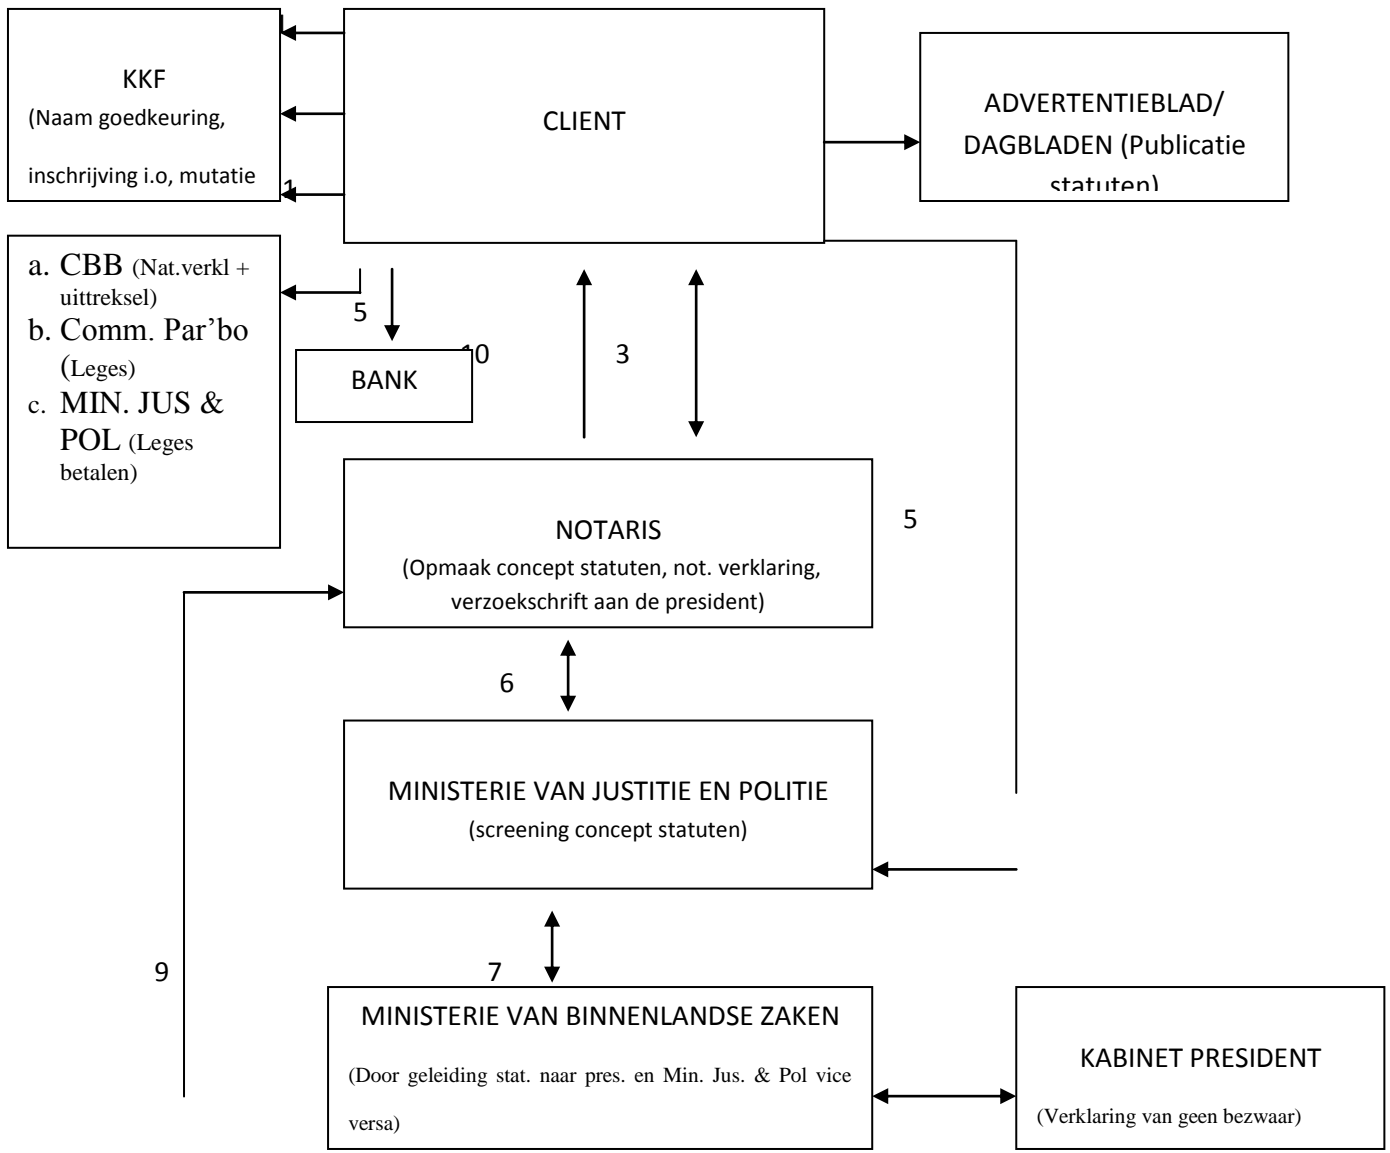 KKF
(Naam goedkeuring,
inschrijving i.o, mutatie
1
CLIENT
ADVERTENTIEBLAD/
DAGBLADEN (Publicatie
statuten)
a. CBB (Nat.verkl +
uittreksel)
b. Comm. Par’bo
(Leges)
c. MIN. JUS &
POL (Leges
betalen)
5
BANK
10
3
NOTARIS
(Opmaak concept statuten, not. verklaring,
verzoekschrift aan de president)
5
6
MINISTERIE VAN JUSTITIE EN POLITIE
(screening concept statuten)
9
7
MINISTERIE VAN BINNENLANDSE ZAKEN
(Door geleiding stat. naar pres. en Min. Jus. & Pol vice
versa)
KABINET PRESIDENT
(Verklaring van geen bezwaar)